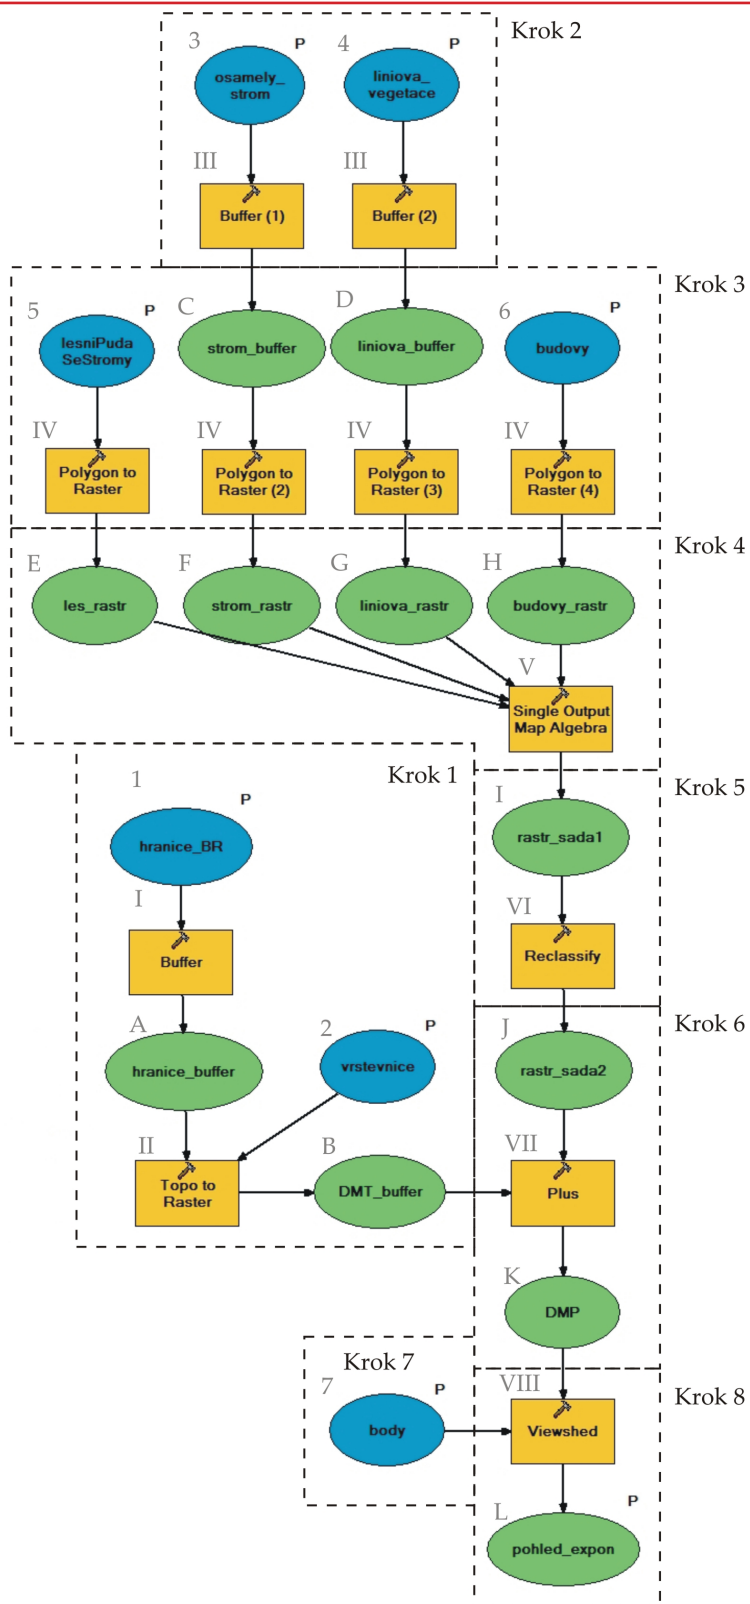 Krok 2
3
P
4
P
osamely_
strom
liniova_
vegetace
III
III
Buffer (1)
Buffer (2)
Krok 3
5
P
C
D
6
P
lesniPuda
SeStromy
strom_buffer
liniova_buffer
budovy
IV
IV
IV
IV
Polygon to
Raster
Polygon to
Raster (2)
Polygon to
Raster (3)
Polygon to
Raster (4)
Krok 4
E
F
G
H
les_rastr
strom_rastr
liniova_rastr
budovy_rastr
V
Single Output
Map Algebra
Krok 1
Krok 5
1
P
I
hranice_BR
rastr_sada1
I
VI
Buffer
Reclassify
A
2
P
J
Krok 6
hranice_buffer
vrstevnice
rastr_sada2
II
B
VII
Topo to
Raster
DMT_buffer
Plus
K
DMP
Krok 7
7
P
VIII
Krok 8
body
Viewshed
L
P
pohled_expon